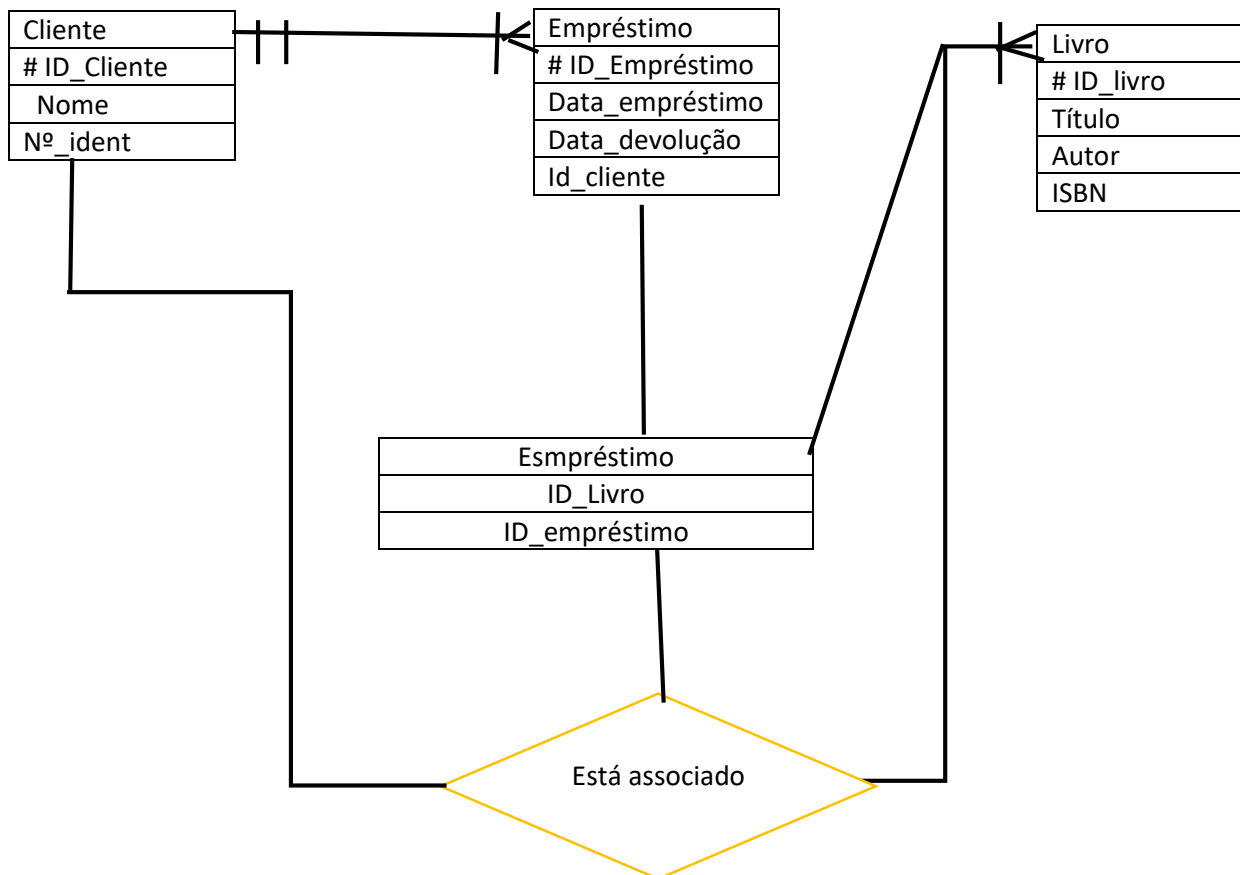 Cliente
# ID_Cliente
Nome
Nº_ident
Empréstimo
# ID_Empréstimo
Data_empréstimo
Data_devolução
Id_cliente
Livro
# ID_livro
Título
Autor
ISBN
Esmpréstimo
ID_Livro
ID_empréstimo
Está associado